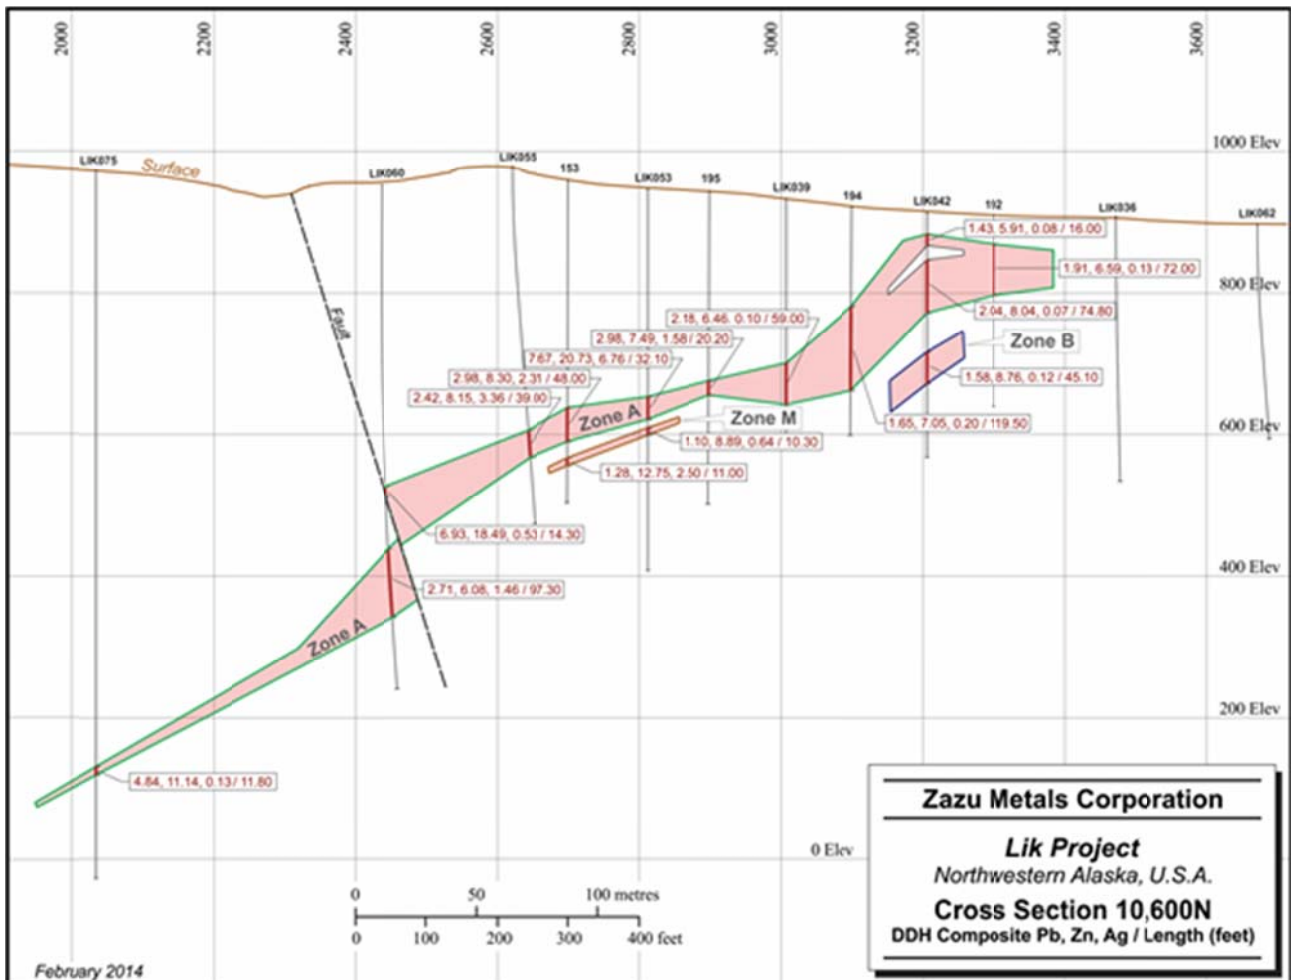 2000
2200
2400
2600
2800
3000
3200
3400
3600
1000 Elev
LIK075
Surface
LIK060
LIK055
153
LIK053
195
LIK039
194
LIK042
192
LIK036
LIK062
1.43, 5.91, 0.08 / 16.00
1.91, 6.59, 0.13 / 72.00
800 Elev
Fault
2.18, 6.46, 0.10 / 59.00
2.04, 8.04, 0.07 / 74.80
2.98, 7.49, 1.58 / 20.20
Zone B
7.67, 20.73, 6.76 / 32.10
2.98, 8.30, 2.31 / 48.00
1.58, 8.76, 0.12 / 45.10
2.42, 8.15, 3.36 / 39.00
Zone A
Zone M
1.65, 7.05, 0.20 / 119.50
600 Elev
1.10, 8.89, 0.64 / 10.30
1.28, 12.75, 2.50 / 11.00
6.93, 18.49, 0.53 / 14.30
400 Elev
2.71, 6.08, 1.46 / 97.30
Zone A
200 Elev
4.84, 11.14, 0.13 / 11.80
0 Elev
0 50 100 metres
0 100 200 300 400 feet
Zazu Metals Corporation
Lik Project
Northwestern Alaska, U.S.A.
Cross Section 10,600N
DDH Composite Pb, Zn, Ag / Length (feet)
February 2014